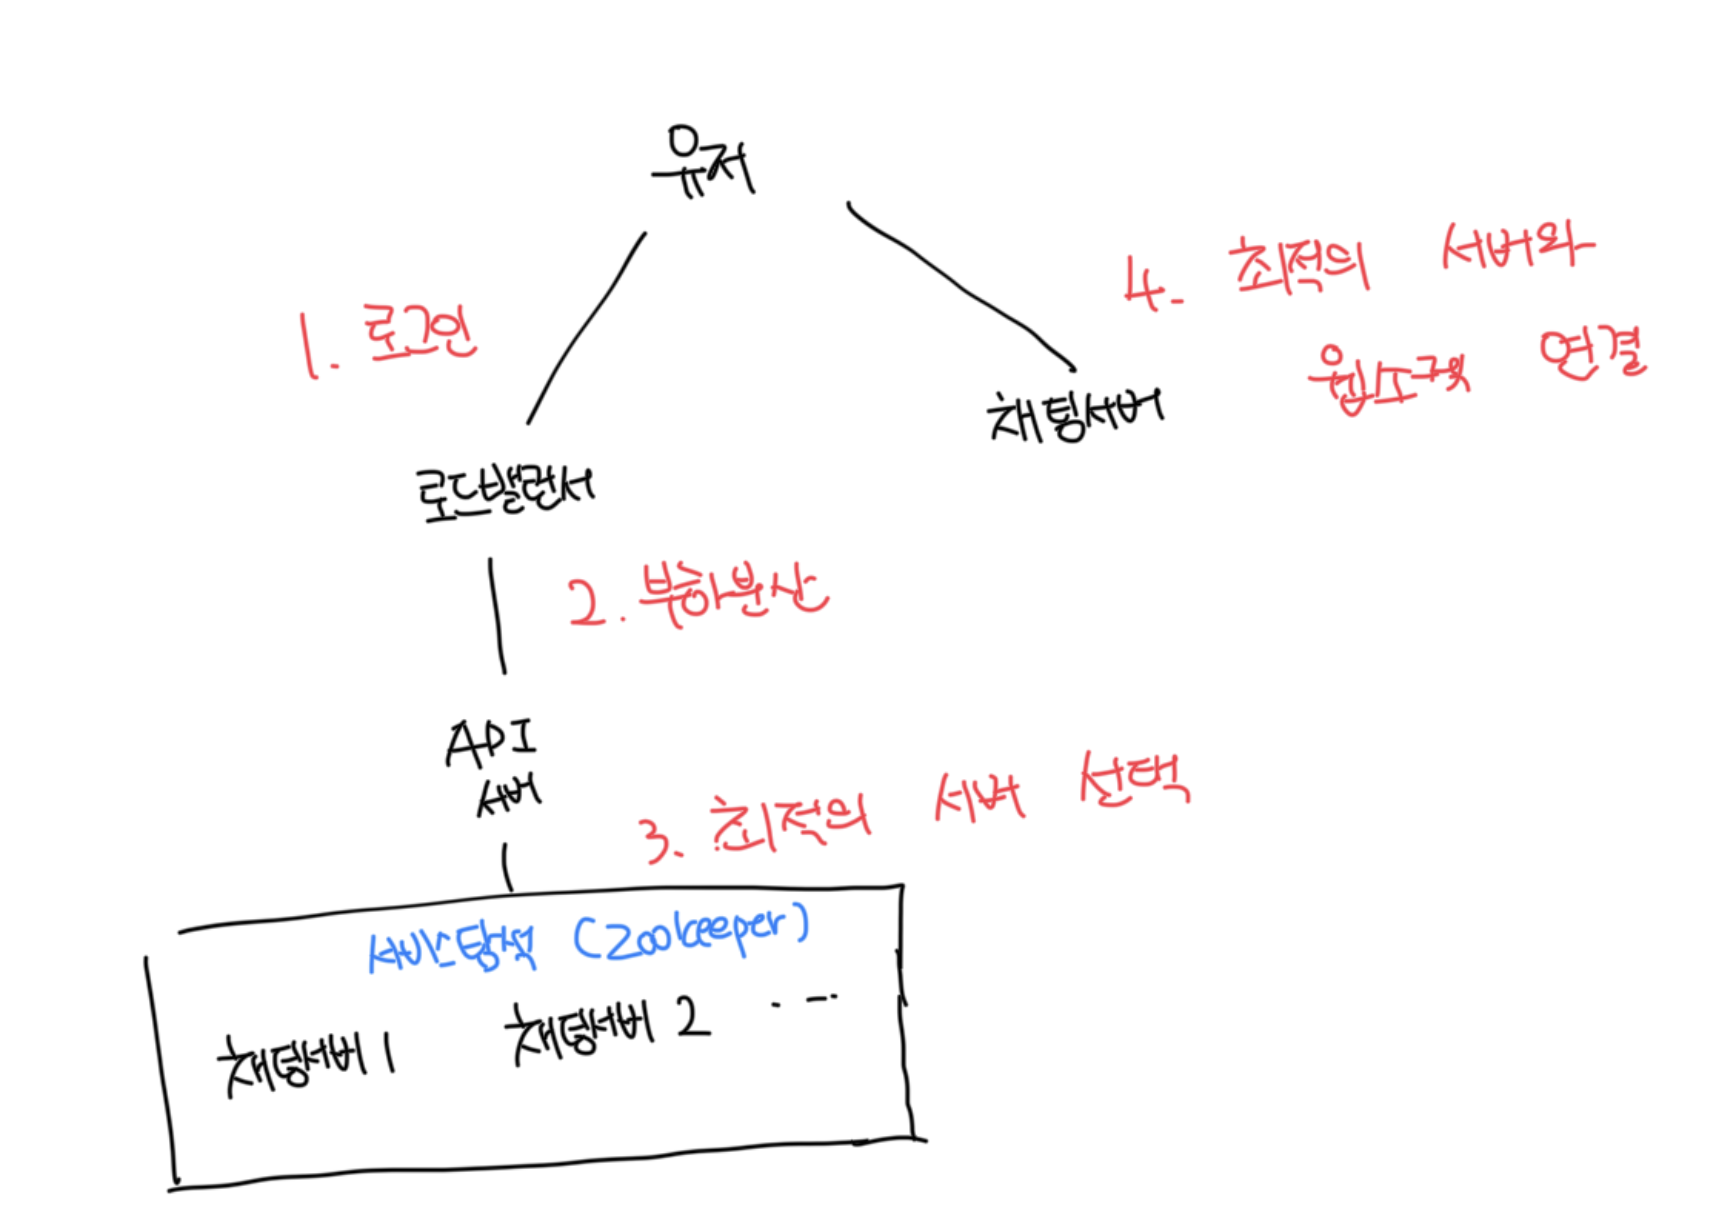 유저
1. 로그인
4. 최적의 서버와
웹소켓 연결
채팅서버
로드밸런서
2. 부하분산
API
서버
3. 최적의 서버 선택
서비스탐색 (Zookeeper)
채팅서버1 채팅서버2 ....